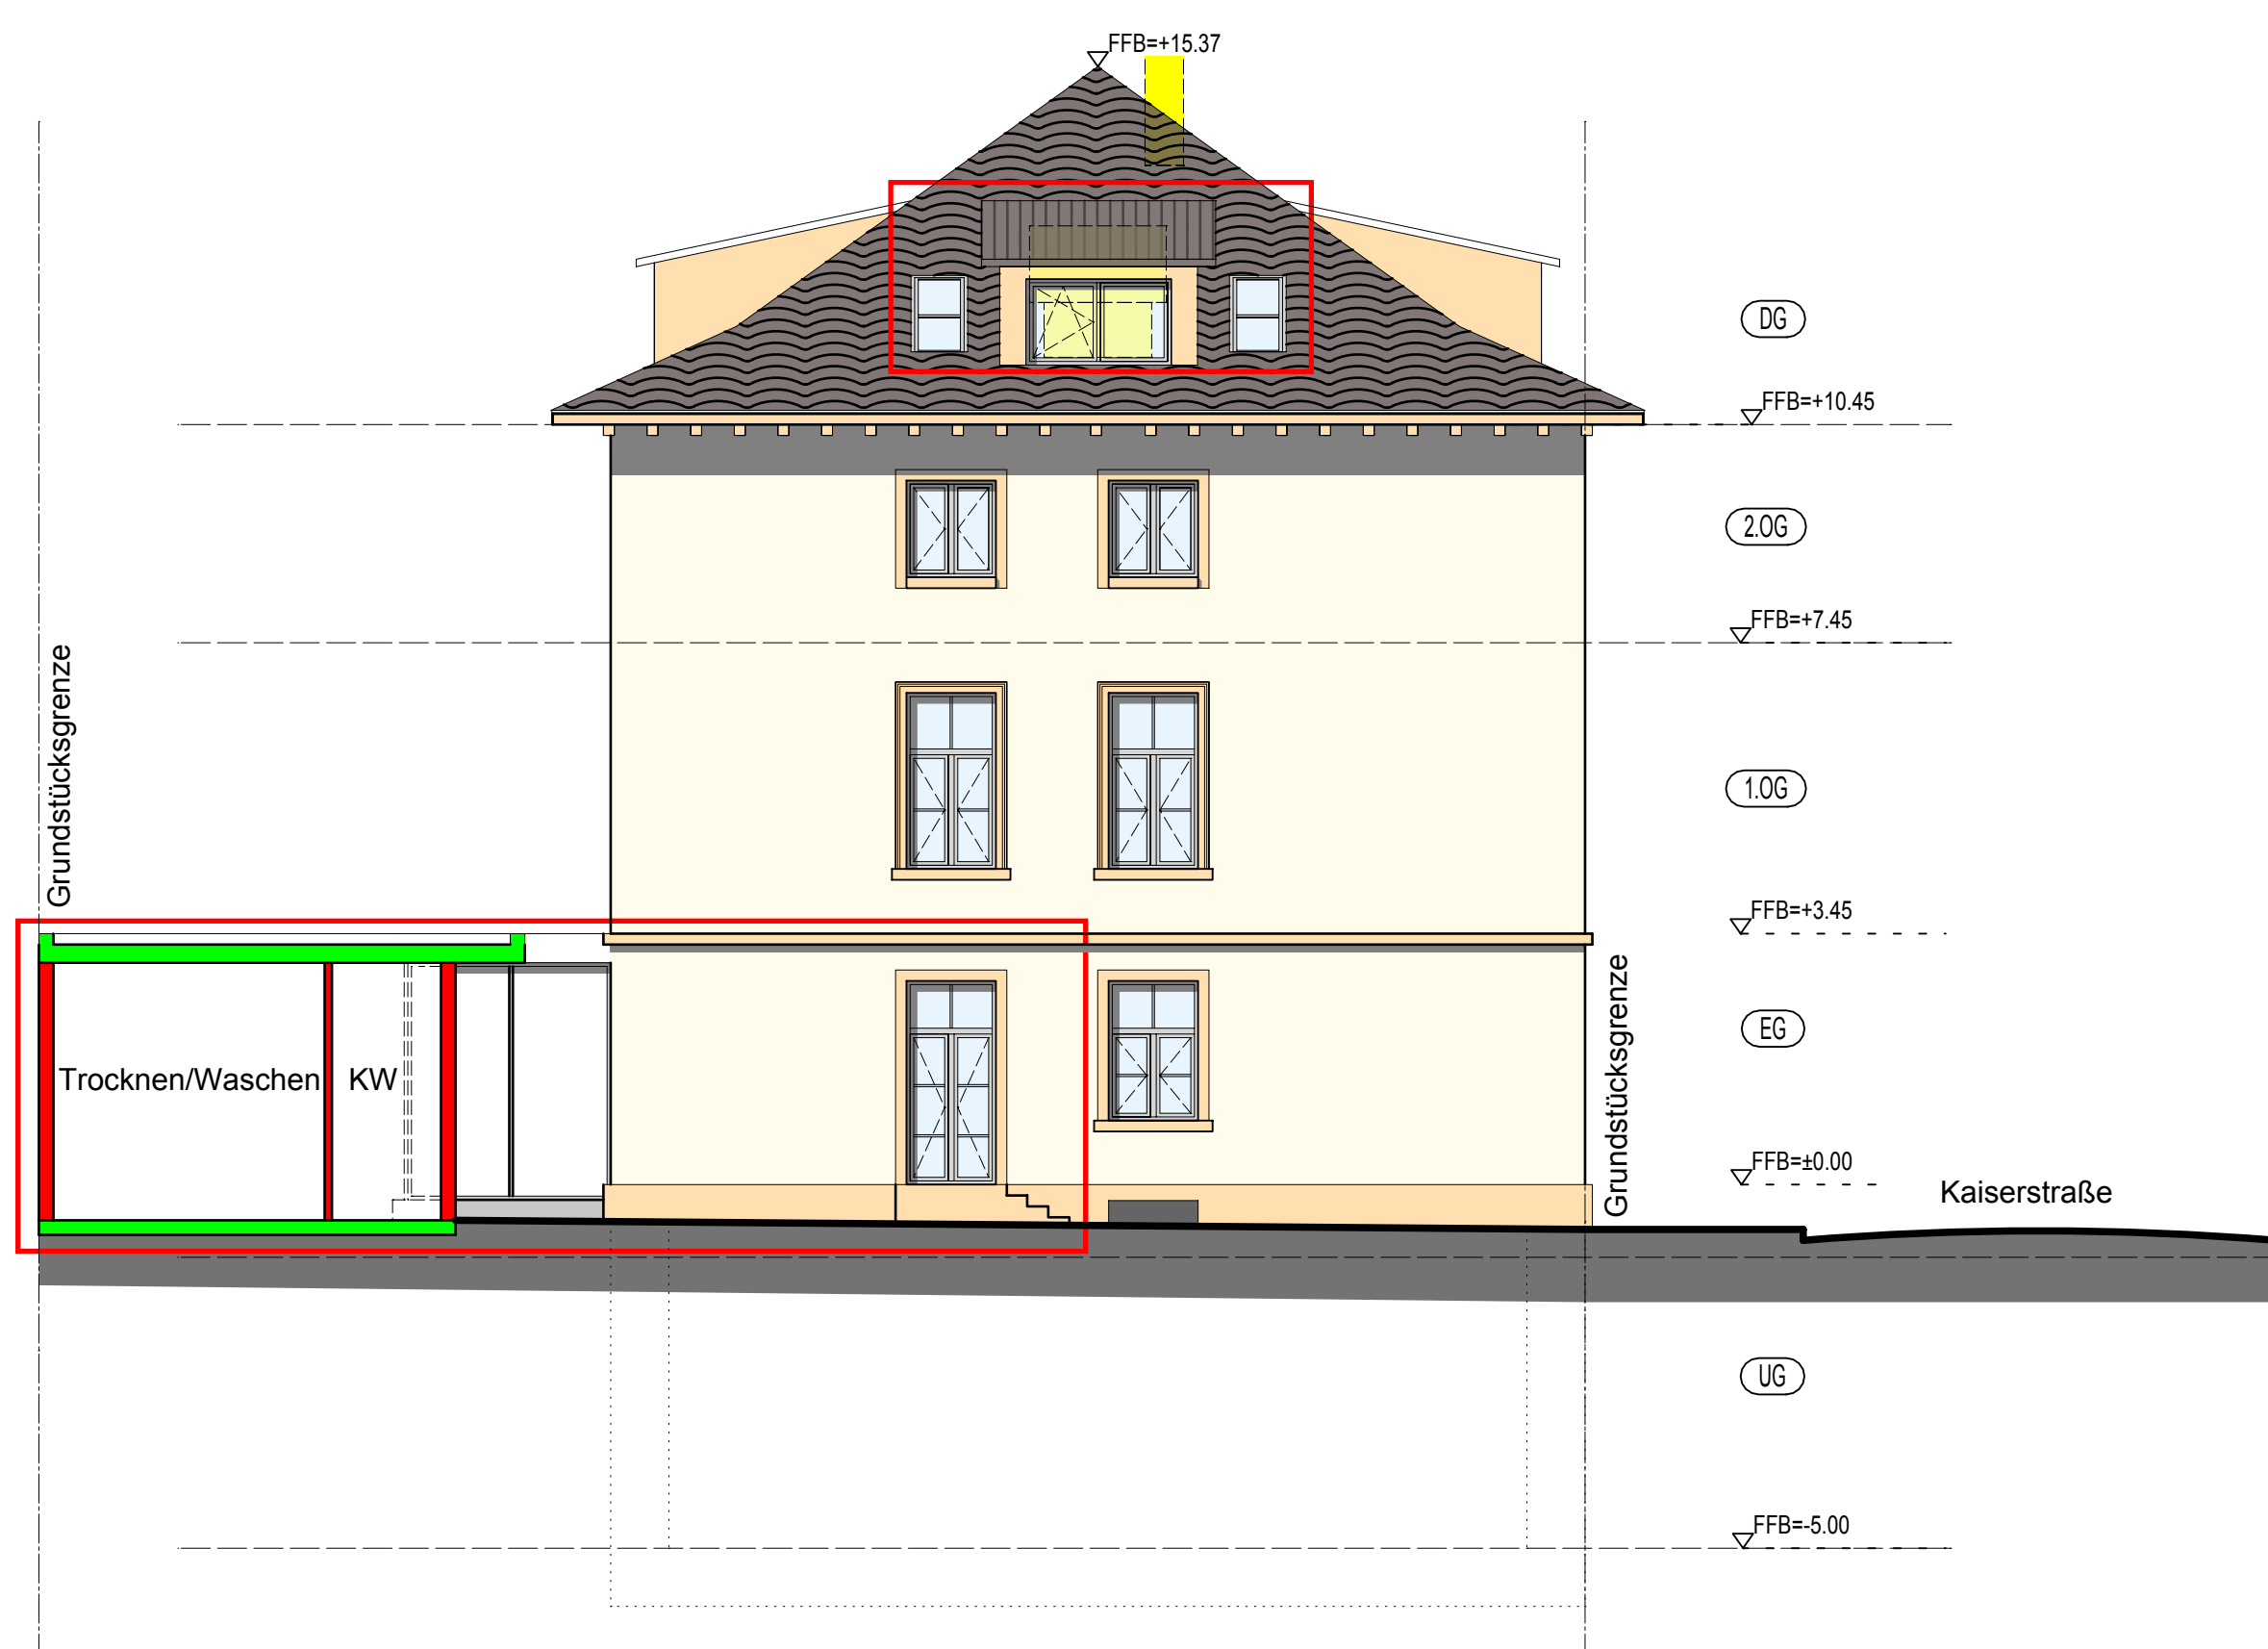 FFB=+15.37
DG
FFB=+10.45
2.OG
FFB=+7.45
Grundstücksgrenze
1.OG
FFB=+3.45
Grundstücksgrenze
EG
Trocknen/Waschen
KW
FFB=±0.00
Kaiserstraße
UG
FFB=-5.00